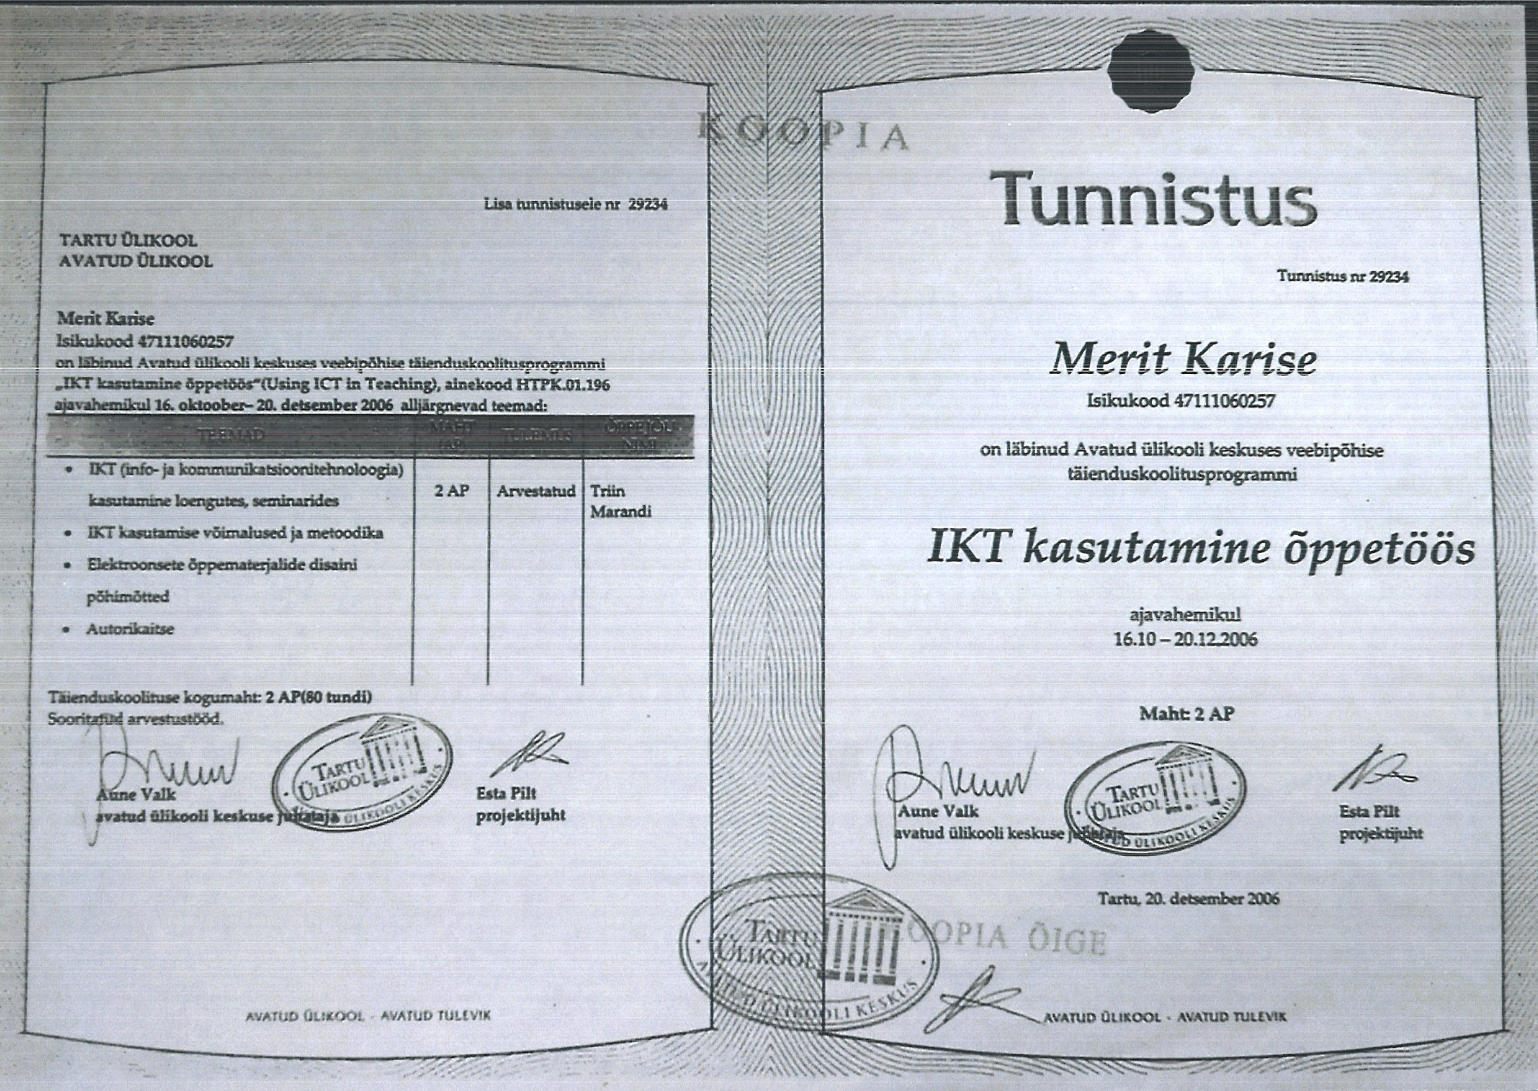 KOOPIA
Lisa tunnistusele nr 29234
TARTU ÜLIKOOL
AVATUD ÜLIKOOL
Merit Karise
Isikukood 47111060257
on läbinud Avatud ülikooli keskuses veebipõhise täienduskoolitusprogrammi
„IKT kasutamine õppetöös“(Using ICT in Teaching), ainekood HTPK.01.196
ajavahemikul 16. oktoober– 20. detsember 2006 alljärgnevad teemad:
TEEMAD
MAHT
(AP)
TULEMUS
ÕPPEJÕU
NIMI
• IKT (info- ja kommunikatsioonitehnoloogia)
kasutamine loengutes, seminarides
2 AP
Arvestatud
Triin
Marandi
• IKT kasutamise võimalused ja metoodika
• Elektroonsete õppematerjalide disaini
põhimõtted
• Autorikaitse
Täienduskoolituse kogumaht: 2 AP(80 tundi)
Sooritatud arvestustööd.
TARTU
ÜLIKOOL
AVATUD ÜLIKOOLI KESKUS
Aune Valk
avatud ülikooli keskuse juhataja
Esta Pilt
projektijuht
AVATUD ÜLIKOOL - AVATUD TULEVIK
Tunnistus
Tunnistus nr 29234
Merit Karise
Isikukood 47111060257
on läbinud Avatud ülikooli keskuses veebipõhise
täienduskoolitusprogrammi
IKT kasutamine õppetöös
ajavahemikul
16.10 – 20.12.2006
Maht: 2 AP
TARTU
ÜLIKOOL
AVATUD ÜLIKOOLI KESKUS
Aune Valk
avatud ülikooli keskuse juhataja
Esta Pilt
projektijuht
Tartu, 20. detsember 2006
KOOPIA ÕIGE
TARTU
ÜLIKOOL
AVATUD ÜLIKOOLI KESKUS
AVATUD ÜLIKOOL - AVATUD TULEVIK